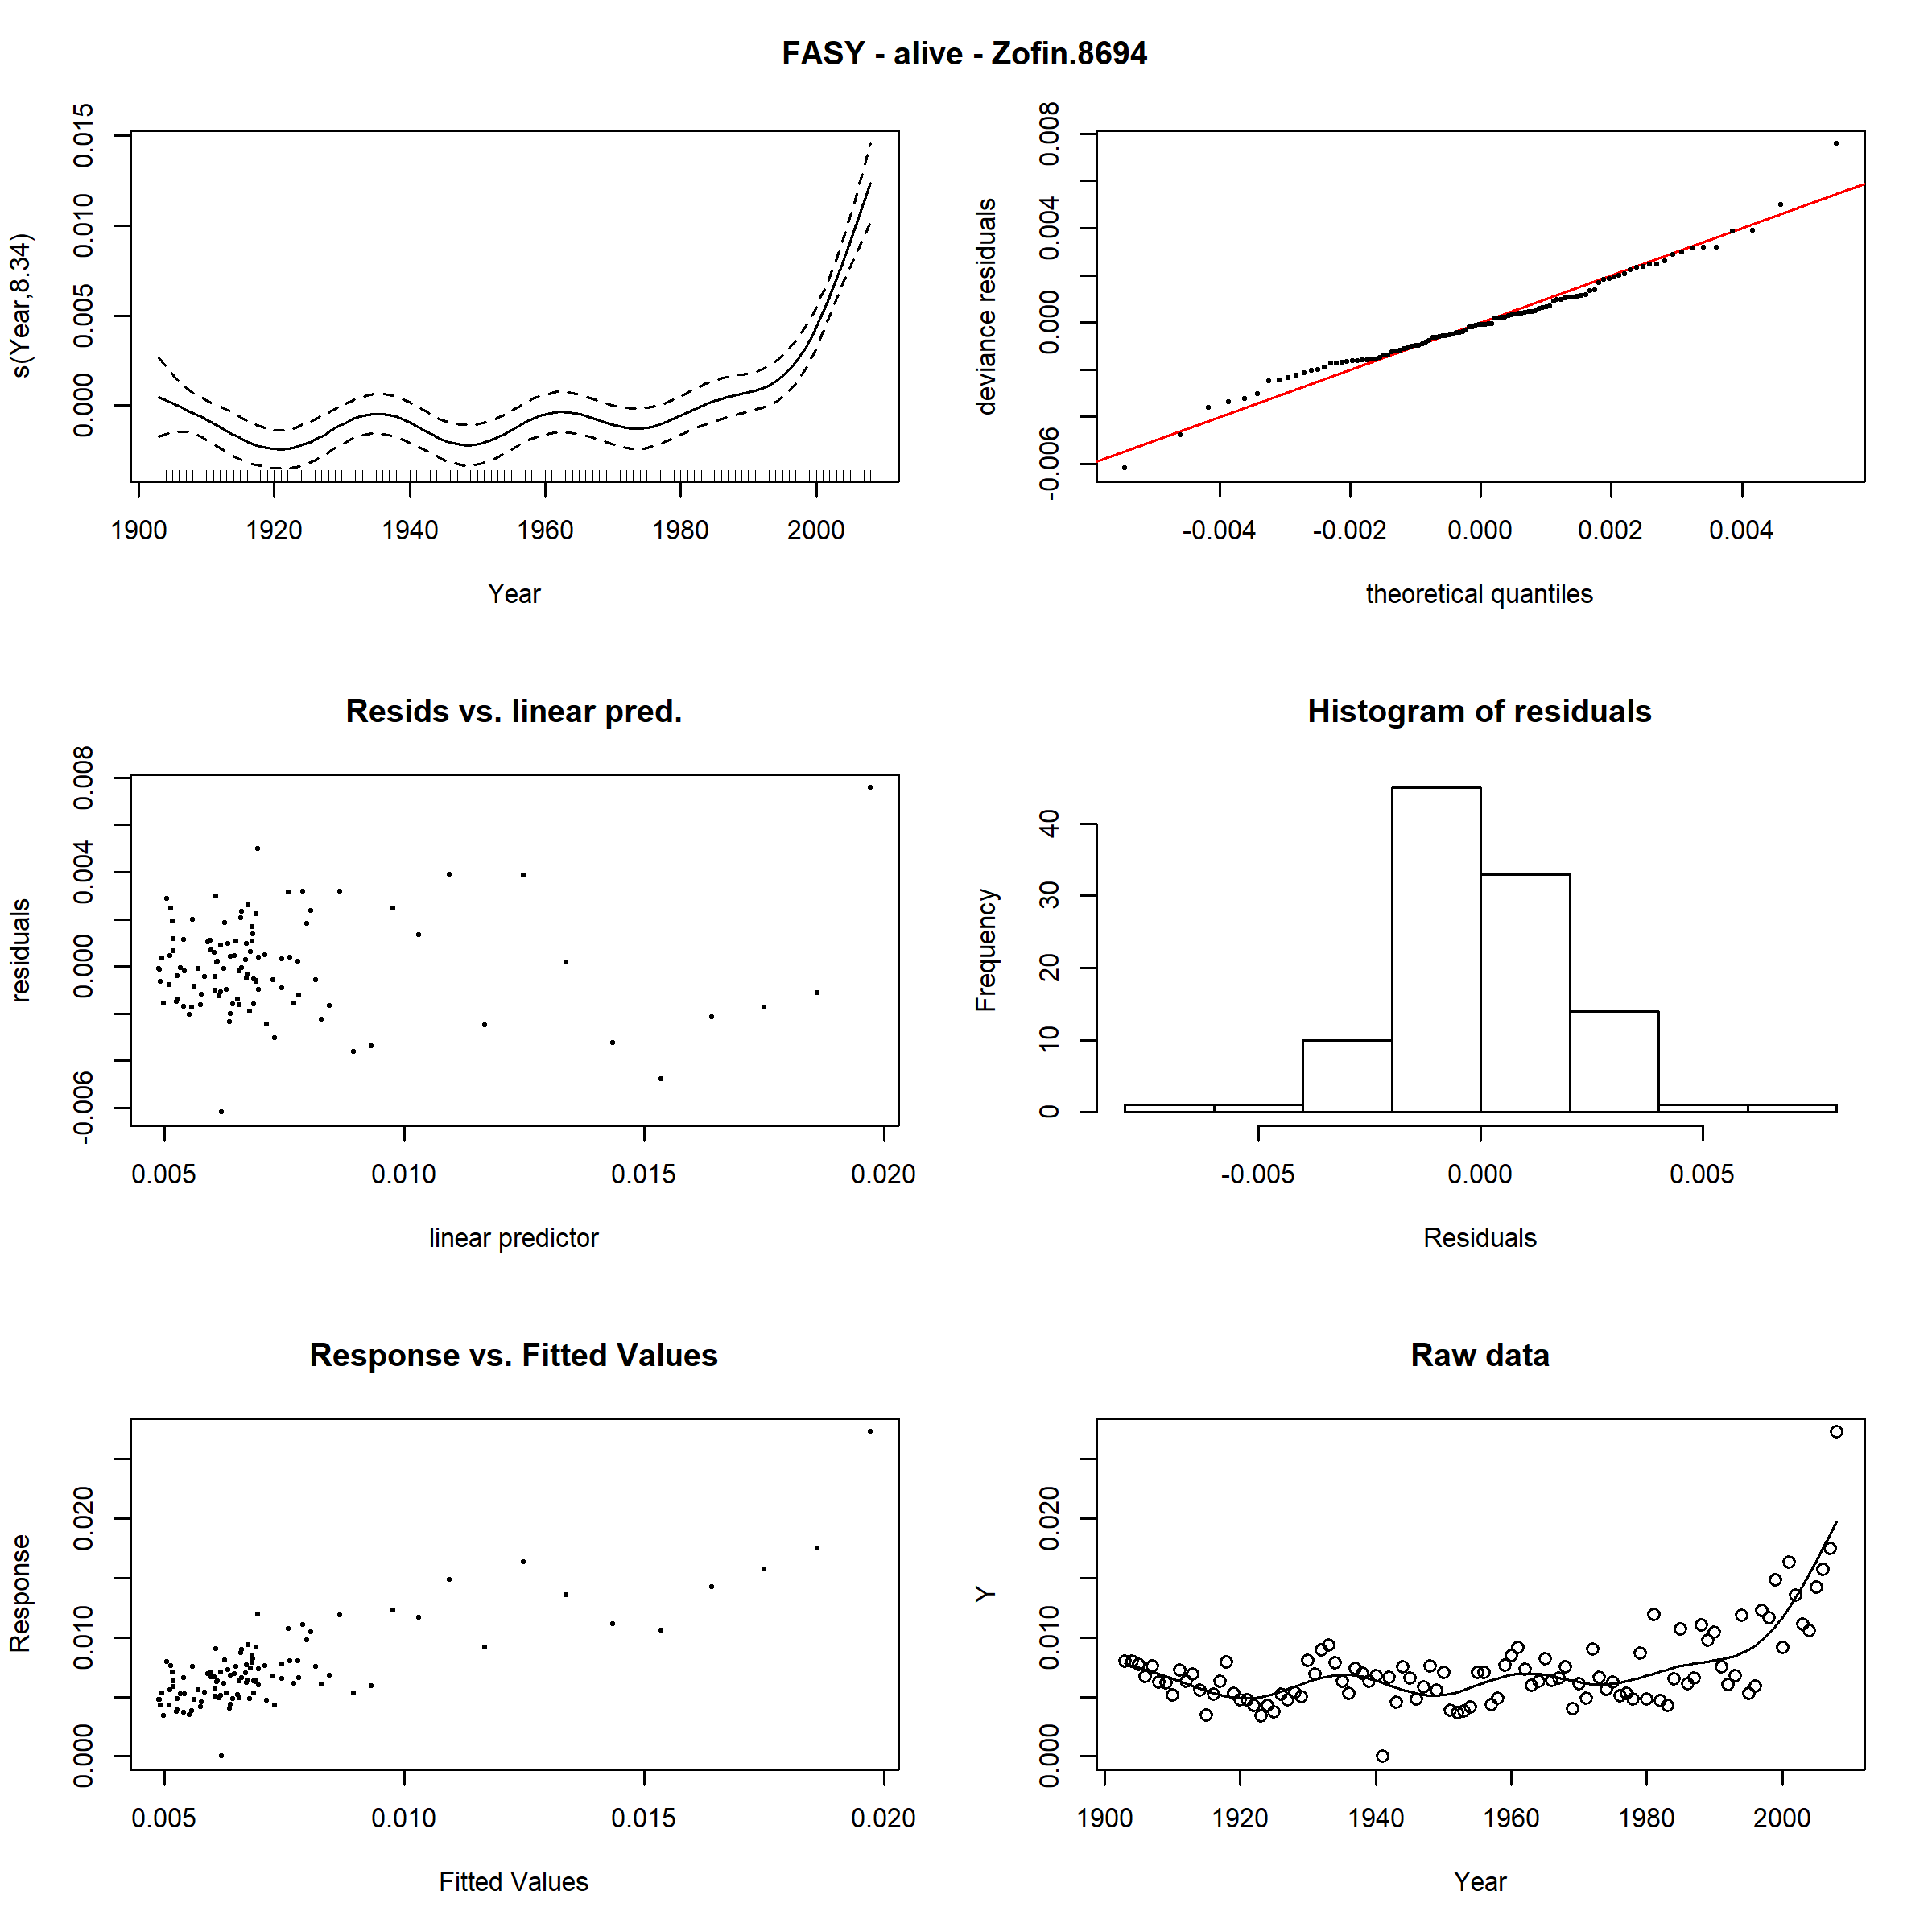 FASY - alive - Zofin.8694
s(Year,8.34)
0.000 0.005 0.010 0.015
1900 1920 1940 1960 1980 2000
Year
deviance residuals
-0.006 0.000 0.004 0.008
-0.004 -0.002 0.000 0.002 0.004
theoretical quantiles
Resids vs. linear pred.
residuals
-0.006 0.000 0.004 0.008
0.005 0.010 0.015 0.020
linear predictor
Histogram of residuals
Frequency
0 10 20 30 40
-0.005 0.000 0.005
Residuals
Response vs. Fitted Values
Response
0.000 0.010 0.020
0.005 0.010 0.015 0.020
Fitted Values
Raw data
Y
0.000 0.010 0.020
1900 1920 1940 1960 1980 2000
Year